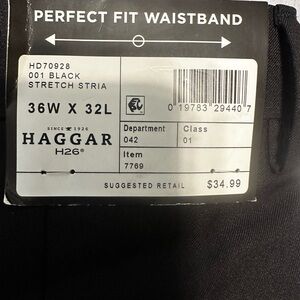 PERFECT FIT WAISTBAND
HD70928
001 BLACK
STRETCH STRIA
36W X 32L
0 19783 29440 7
SINCE 1926
HAGGAR
H26®
Department Class
042 01
Item
7769
SUGGESTED RETAIL $34.99